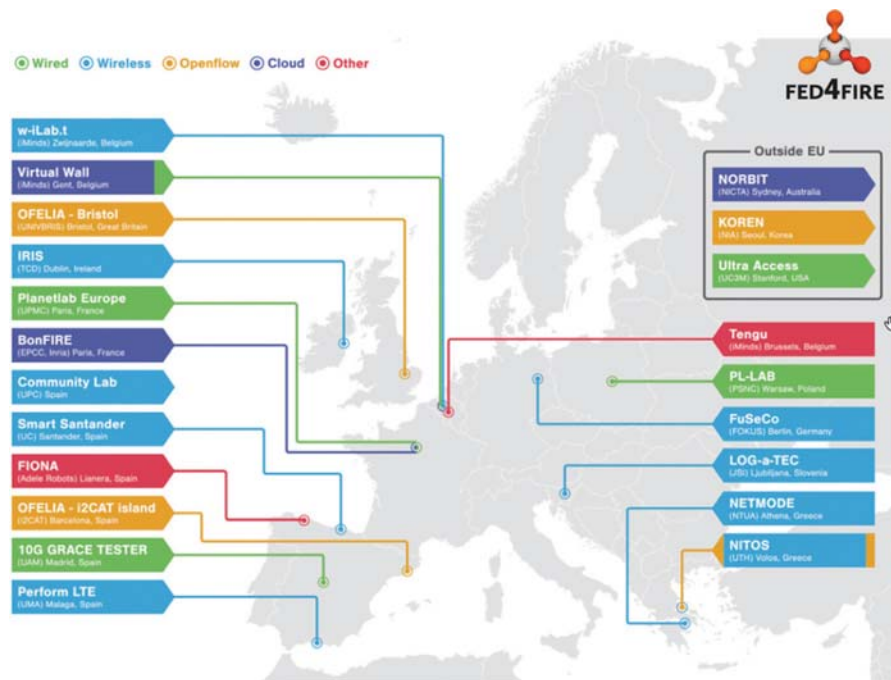 Wired Wireless Openflow Cloud Other
FED4FIRE
w-iLab.t
(iMinds) Zwijnaarde, Belgium
Virtual Wall
(iMinds) Gent, Belgium
OFELIA - Bristol
(UNIVBRIS) Bristol, Great Britain
IRIS
(TCD) Dublin, Ireland
Planetlab Europe
(UPMC) Paris, France
BonFIRE
(EPCC, Inria) Paris, France
Community Lab
(UPC) Spain
Smart Santander
(UC) Santander, Spain
FIONA
(Adele Robots) Llanera, Spain
OFELIA - i2CAT island
(i2CAT) Barcelona, Spain
10G GRACE TESTER
(UAM) Madrid, Spain
Perform LTE
(UMA) Malaga, Spain
Outside EU
NORBIT
(NICTA) Sydney, Australia
KOREN
(NIA) Seoul, Korea
Ultra Access
(UC3M) Stanford, USA
Tengu
(iMinds) Brussels, Belgium
PL-LAB
(PSNC) Warsaw, Poland
FuSeCo
(FOKUS) Berlin, Germany
LOG-a-TEC
(JSI) Ljubljana, Slovenia
NETMODE
(NTUA) Athens, Greece
NITOS
(UTH) Volos, Greece